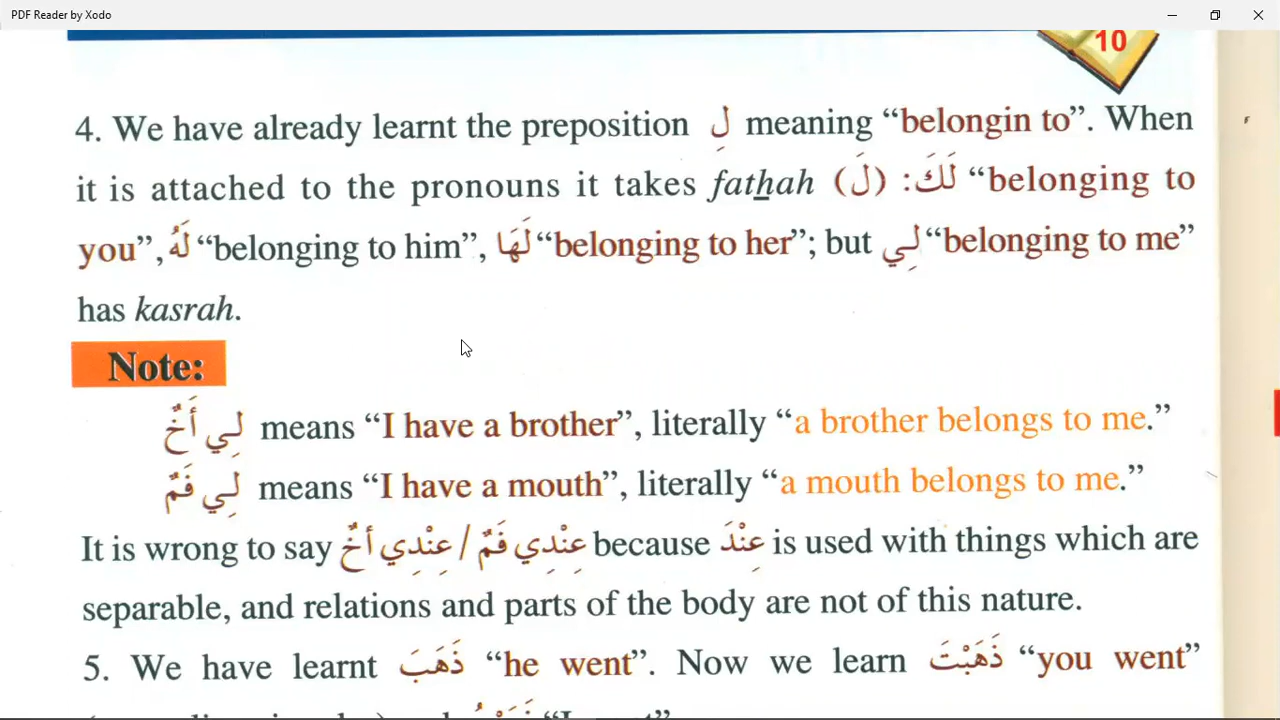 PDF Reader by Xodo
10
4. We have already learnt the preposition لِ meaning “belongin to”. When
it is attached to the pronouns it takes fathah (لَ) :لَكَ “belonging to
you”, لَهُ “belonging to him”, لَهَا “belonging to her”; but لِي “belonging to me”
has kasrah.
Note:
لِي أَخٌ means “I have a brother”, literally “a brother belongs to me.”
لِي فَمٌ means “I have a mouth”, literally “a mouth belongs to me.”
It is wrong to say عِنْدِي فَمٌ / عِنْدِي أخٌ because عِنْدَ is used with things which are
separable, and relations and parts of the body are not of this nature.
5. We have learnt ذَهَبَ “he went”. Now we learn ذَهَبْتَ “you went”